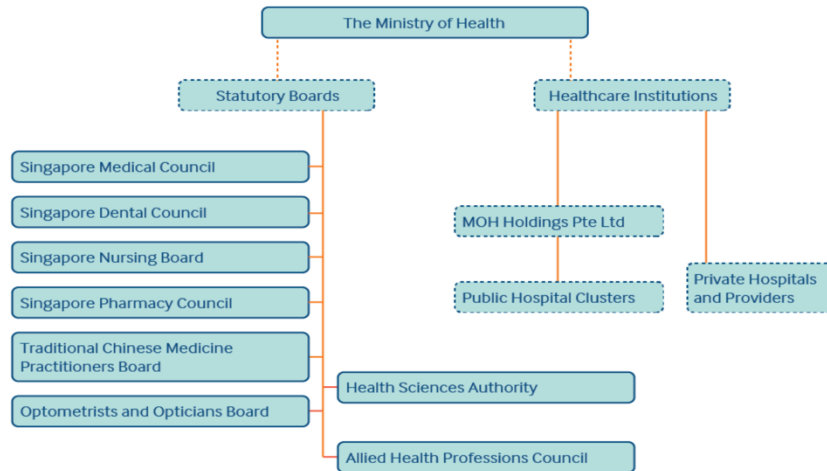 The Ministry of Health
Statutory Boards
Healthcare Institutions
Singapore Medical Council
Singapore Dental Council
Singapore Nursing Board
Singapore Pharmacy Council
Traditional Chinese Medicine
Practitioners Board
Optometrists and Opticians Board
Health Sciences Authority
Allied Health Professions Council
MOH Holdings Pte Ltd
Public Hospital Clusters
Private Hospitals
and Providers